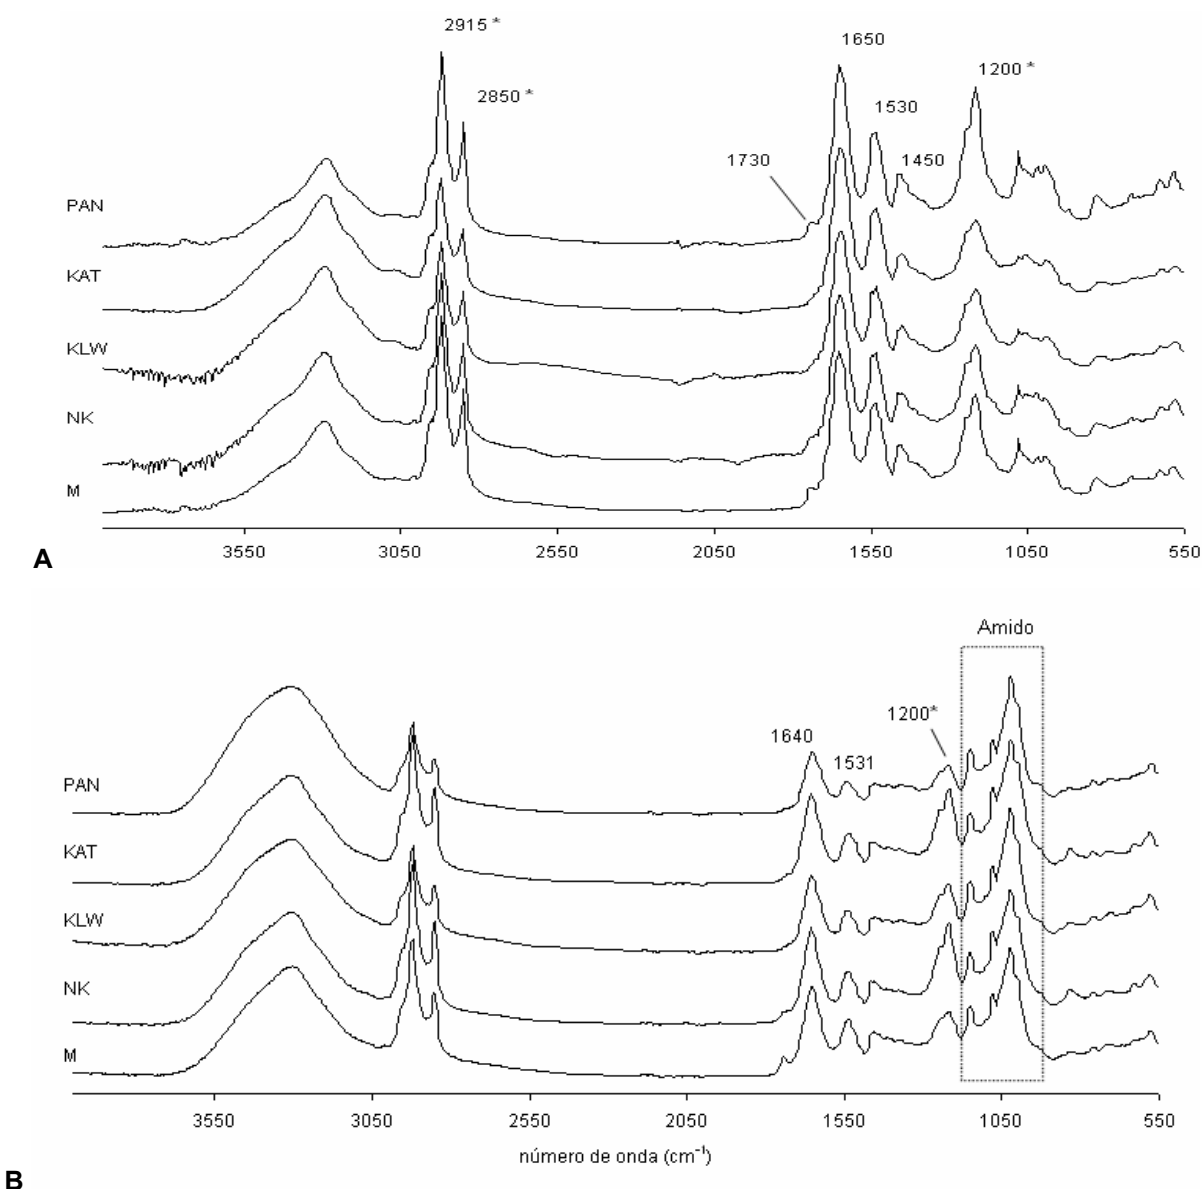 2915 *
1650
1200 *
2850 *
1530
1730
1450
PAN
KAT
KLW
NK
M
3550 3050 2550 2050 1550 1050 550
A
Amido
1200*
1640
1531
PAN
KAT
KLW
NK
M
3550 3050 2550 2050 1550 1050 550
número de onda (cm⁻¹)
B